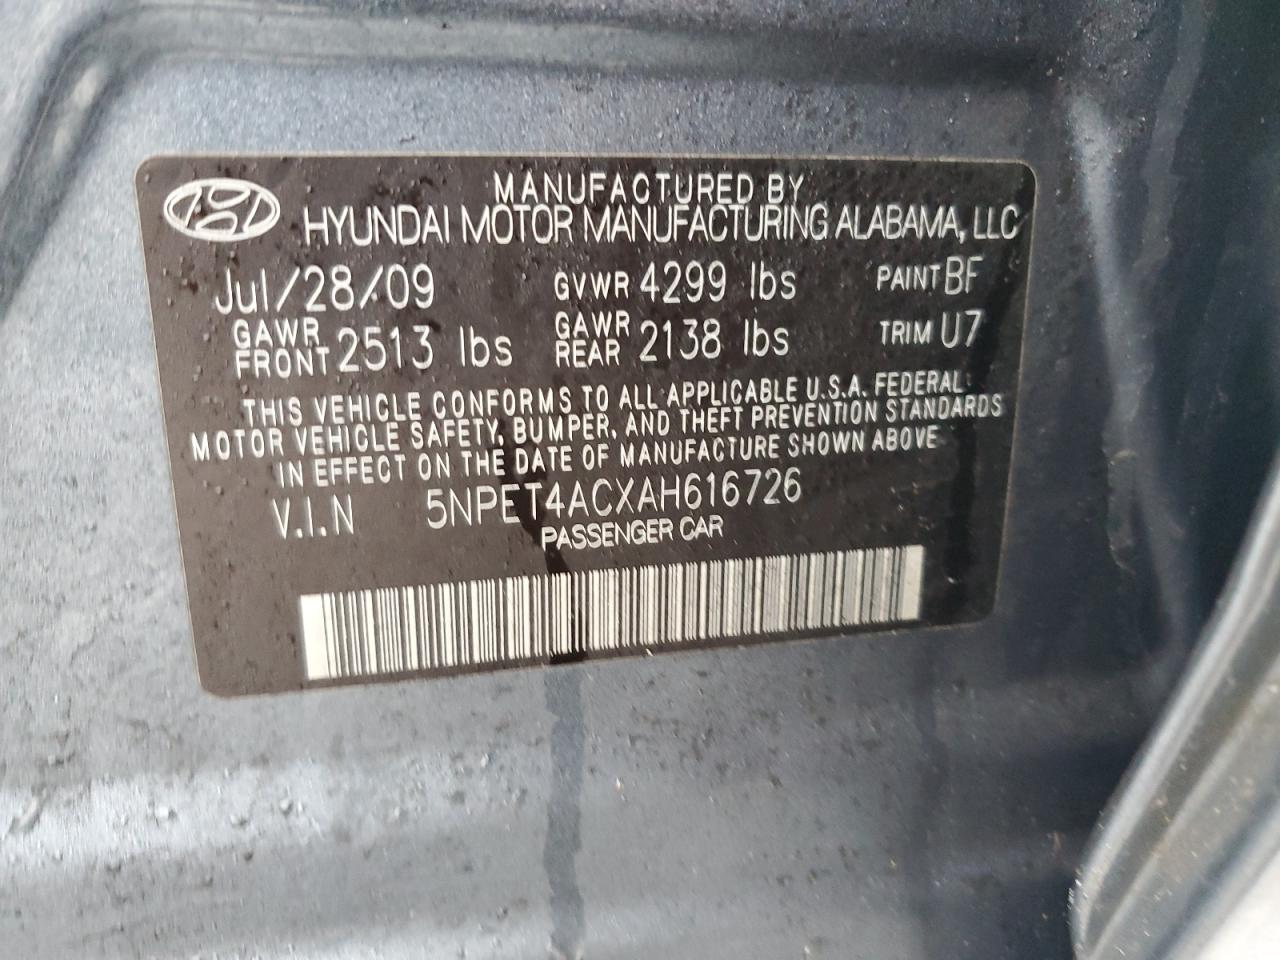 MANUFACTURED BY
HYUNDAI MOTOR MANUFACTURING ALABAMA, LLC
Jul/28/09 GVWR 4299 lbs PAINT BF
GAWR FRONT 2513 lbs GAWR REAR 2138 lbs TRIM U7
THIS VEHICLE CONFORMS TO ALL APPLICABLE U.S.A. FEDERAL
MOTOR VEHICLE SAFETY, BUMPER, AND THEFT PREVENTION STANDARDS
IN EFFECT ON THE DATE OF MANUFACTURE SHOWN ABOVE
V.I.N 5NPET4ACXAH616726
PASSENGER CAR